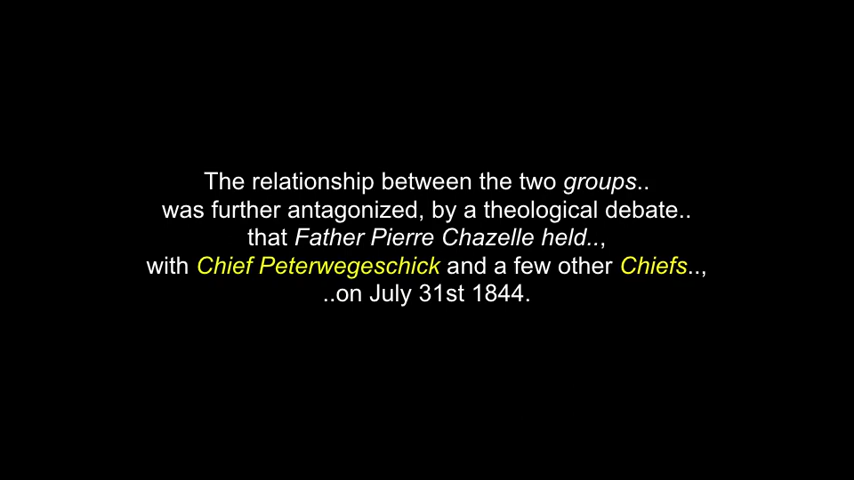 The relationship between the two groups..
was further antagonized, by a theological debate..
that Father Pierre Chazelle held..,
with Chief Peterwegeschick and a few other Chiefs..,
..on July 31st 1844.